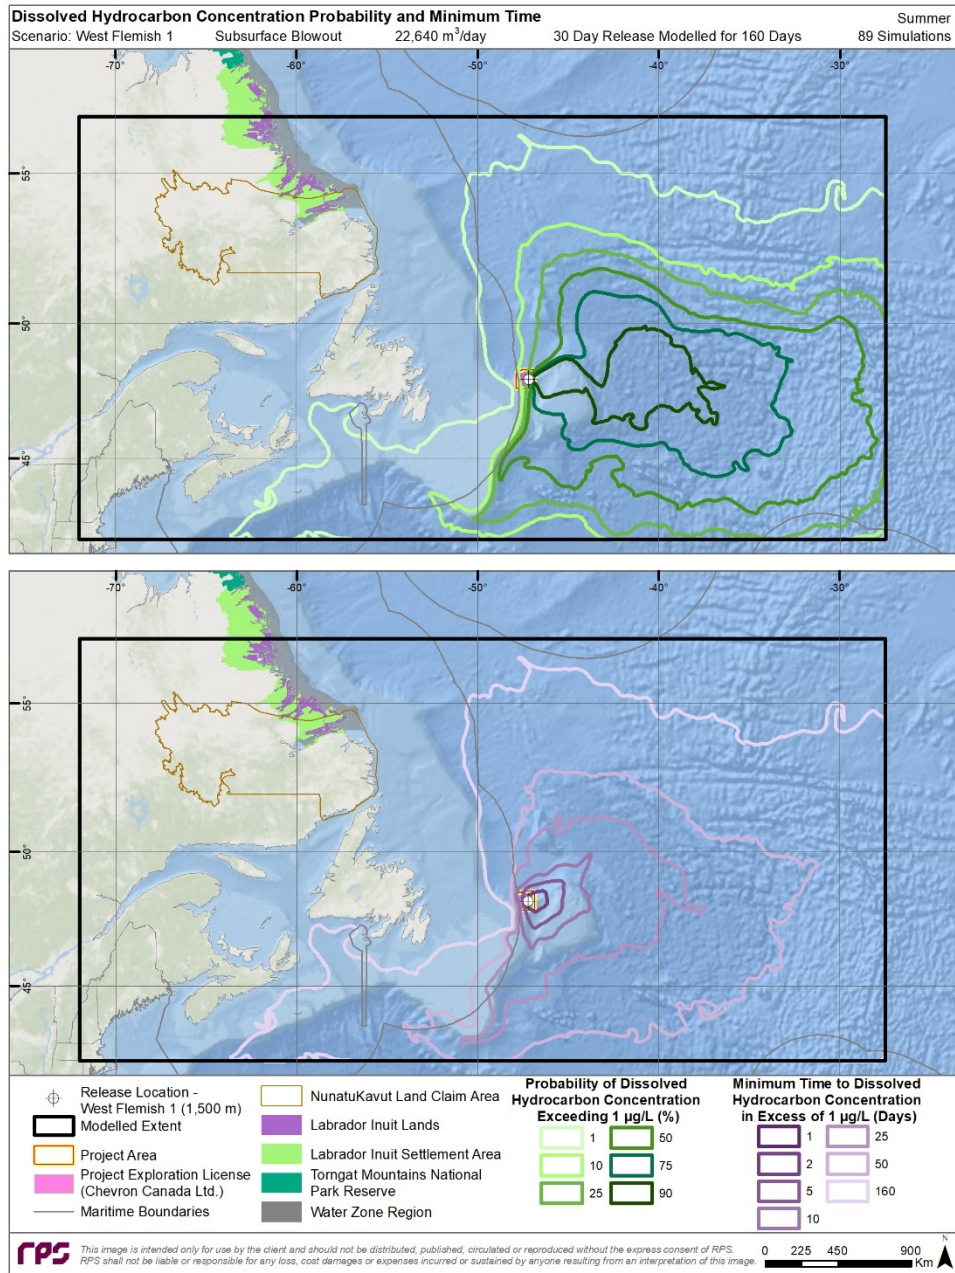 Dissolved Hydrocarbon Concentration Probability and Minimum Time
Summer
Scenario: West Flemish 1 Subsurface Blowout 22,640 m³/day 30 Day Release Modelled for 160 Days 89 Simulations
-70° -60° -50° -40° -30°
55°
50°
45°
-70° -60° -50° -40° -30°
55°
50°
45°
Release Location -
West Flemish 1 (1,500 m)
Modelled Extent
Project Area
Project Exploration License
(Chevron Canada Ltd.)
Maritime Boundaries
NunatuKavut Land Claim Area
Labrador Inuit Lands
Labrador Inuit Settlement Area
Torngat Mountains National
Park Reserve
Water Zone Region
Probability of Dissolved
Hydrocarbon Concentration
Exceeding 1 µg/L (%)
1 50
10 75
25 90
Minimum Time to Dissolved
Hydrocarbon Concentration
in Excess of 1 µg/L (Days)
1 25
2 50
5 160
10
rps
This image is intended only for use by the client and should not be distributed, published, circulated or reproduced without the express consent of RPS.
RPS shall not be liable or responsible for any loss, cost damages or expenses incurred or sustained by anyone resulting from an interpretation of this image.
0 225 450 900
Km
N